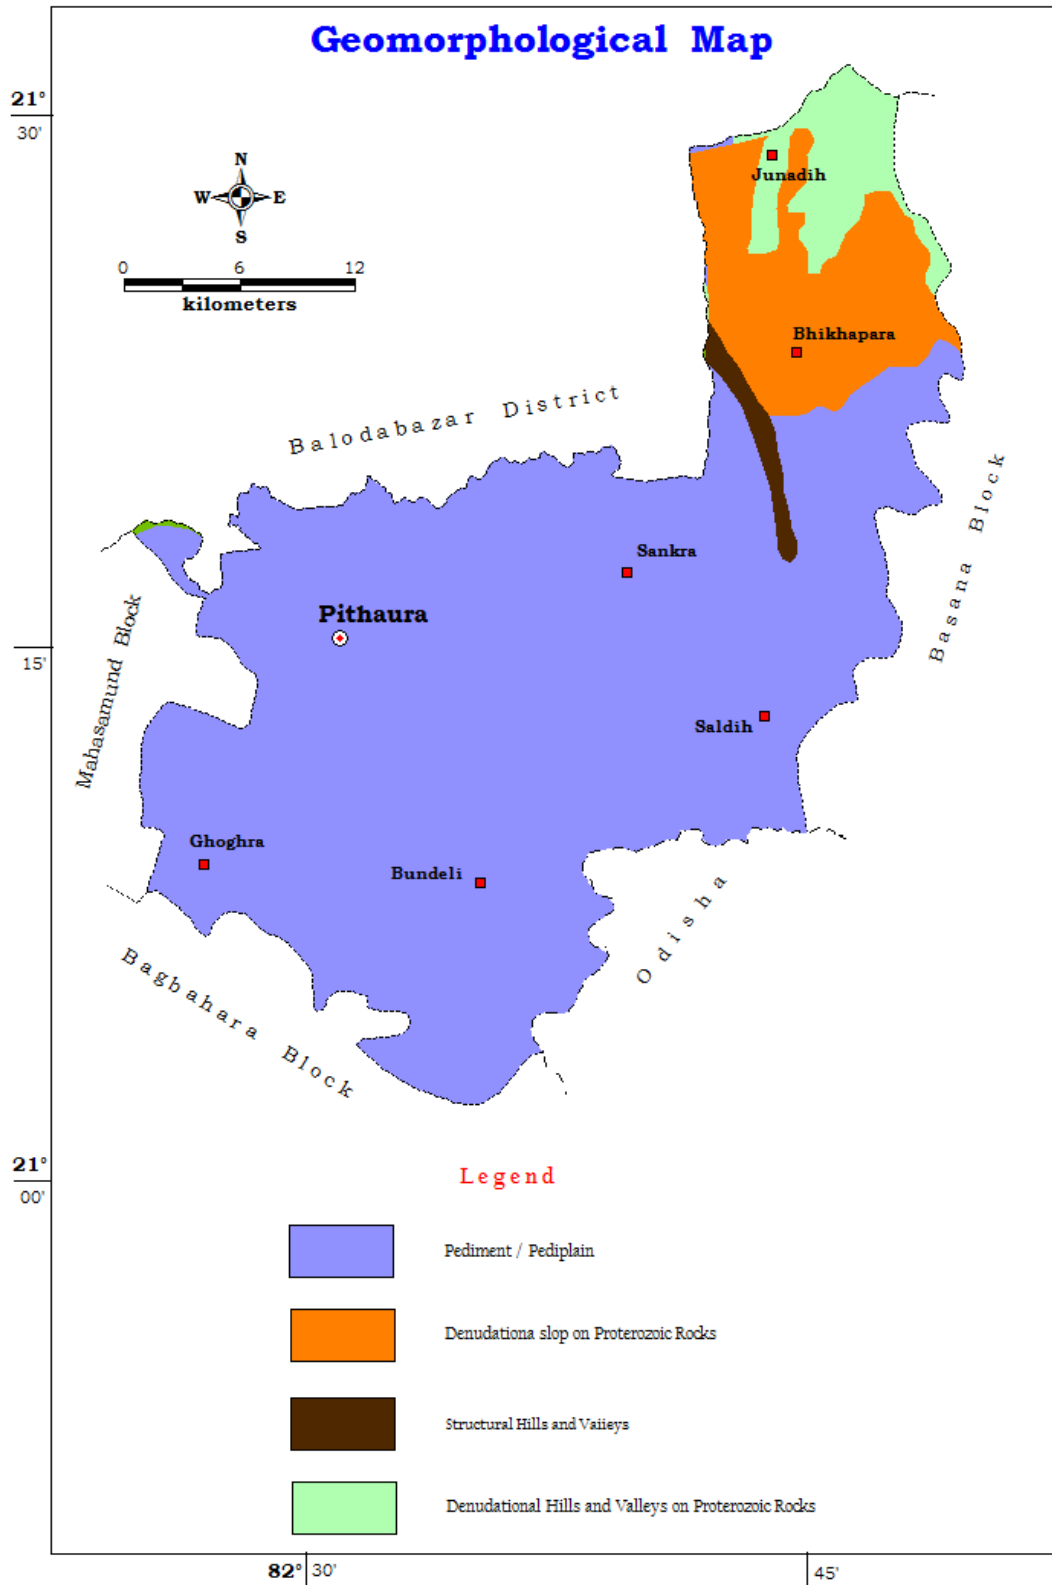 Geomorphological Map
21°
30'
N
W E
S
Junadih
0 6 12
kilometers
Bhikhapara
Balodabazar District
Basana Block
Sankra
Pithaura
15'
Mahasamund Block
Saldih
Ghoghra
Bundeli
Odisha
Bagbahara Block
21°
00'
Legend
Pediment / Pediplain
Denudationa slop on Proterozoic Rocks
Structural Hills and Vaiieys
Denudational Hills and Valleys on Proterozoic Rocks
82° 30' 45'